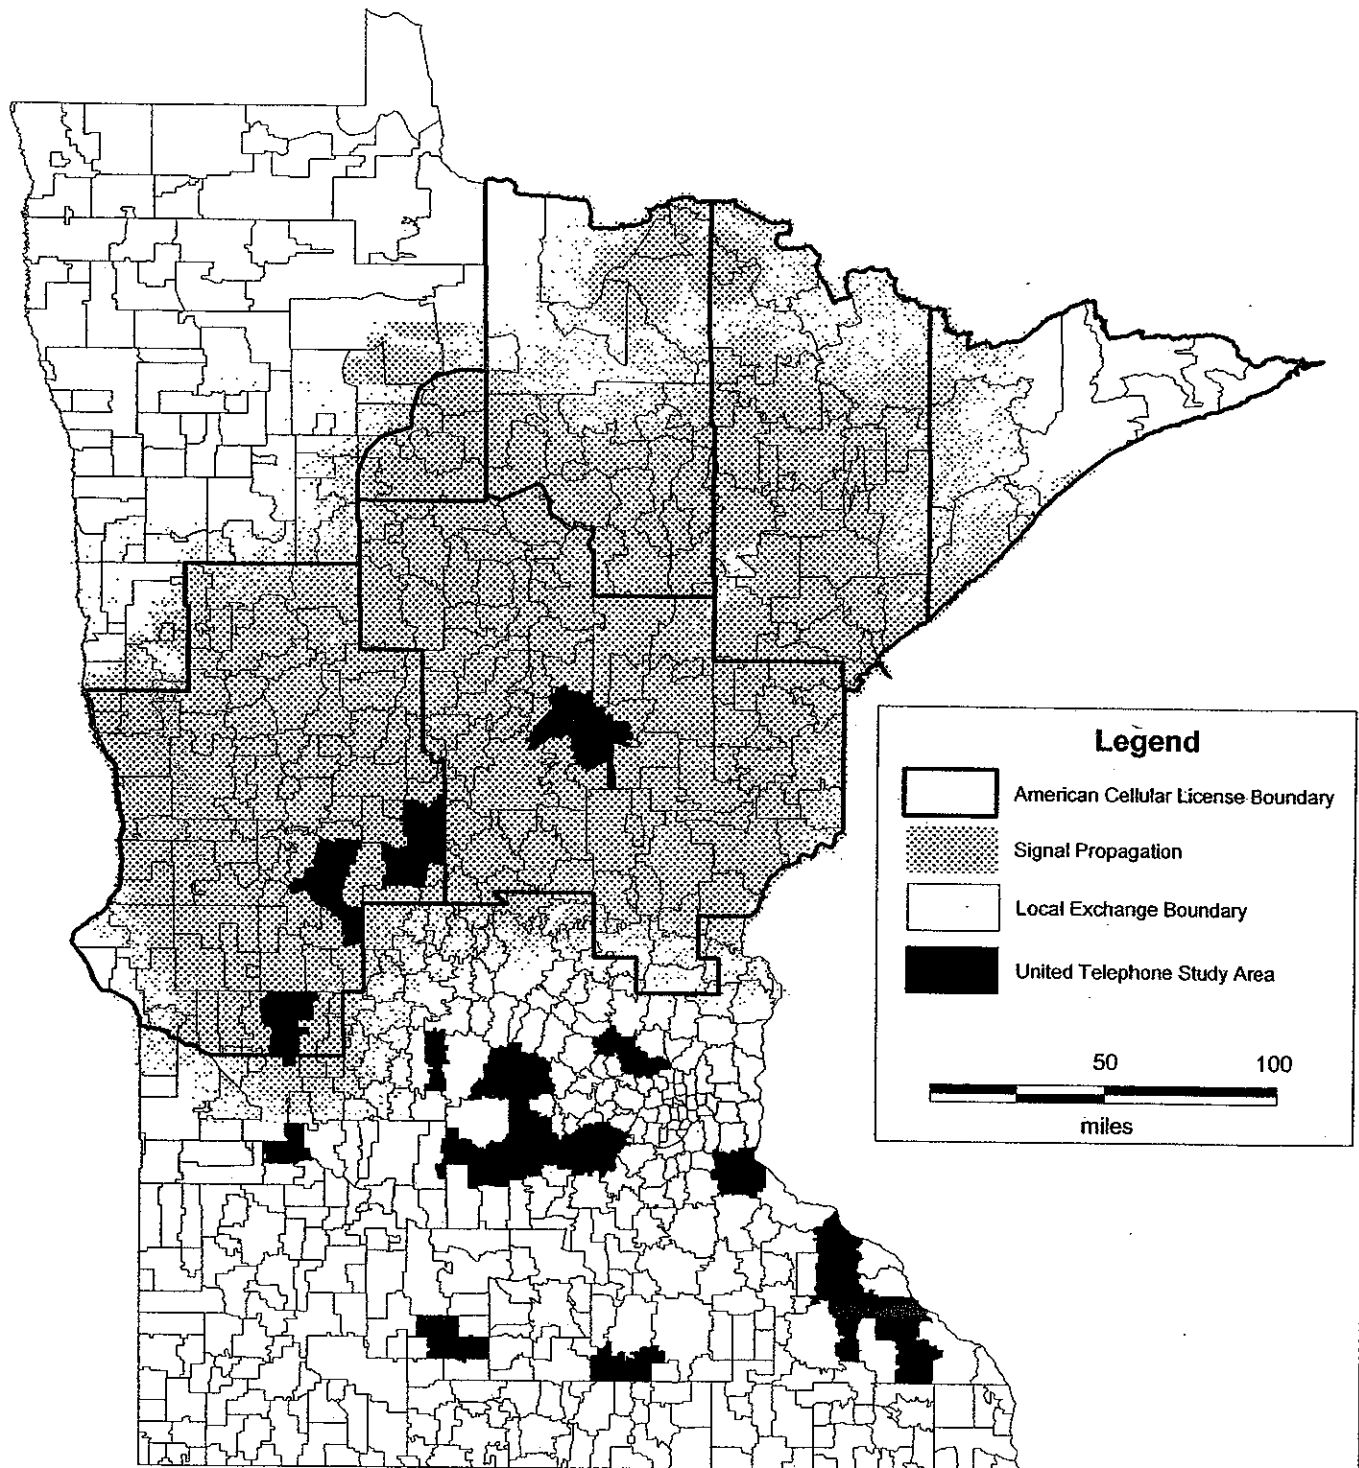 Legend
American Cellular License Boundary
Signal Propagation
Local Exchange Boundary
United Telephone Study Area
50 100
miles